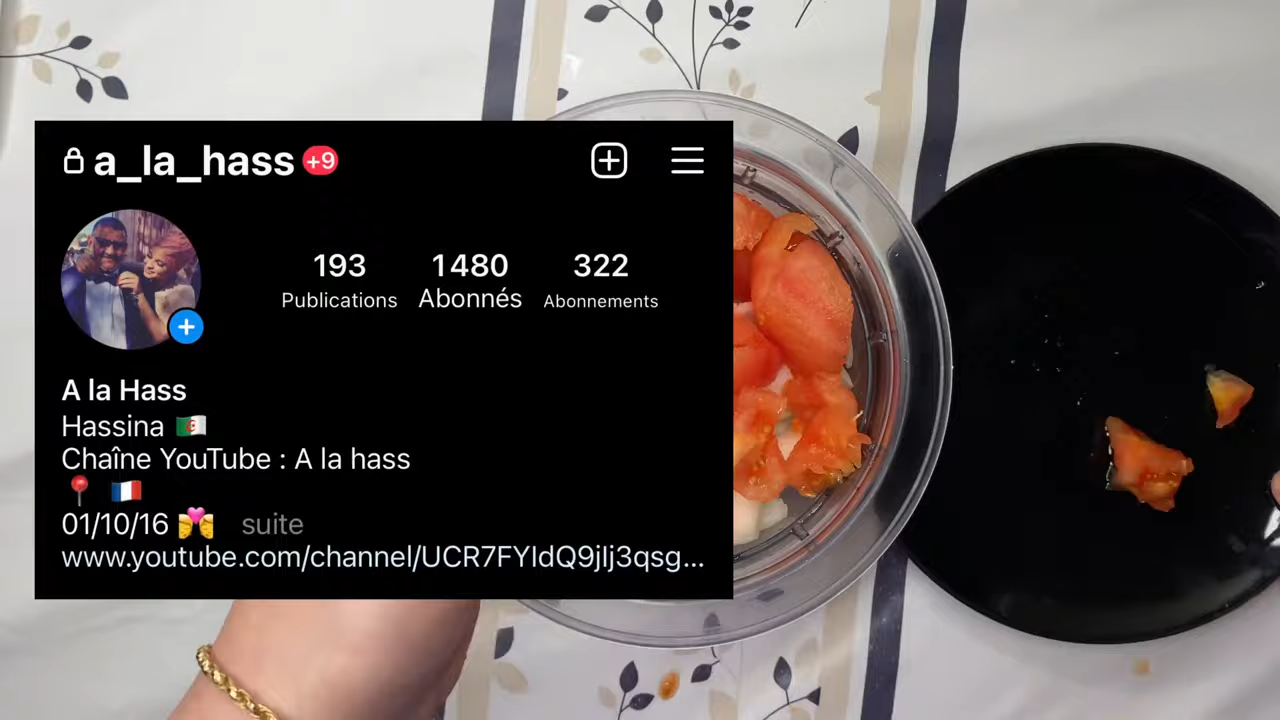 a_la_hass +9
193 1480 322
Publications Abonnés Abonnements
A la Hass
Hassina 🇩🇿
Chaîne YouTube : A la hass
📍 🇫🇷
01/10/16 💏 suite
www.youtube.com/channel/UCR7FYIdQ9jIj3qsg...